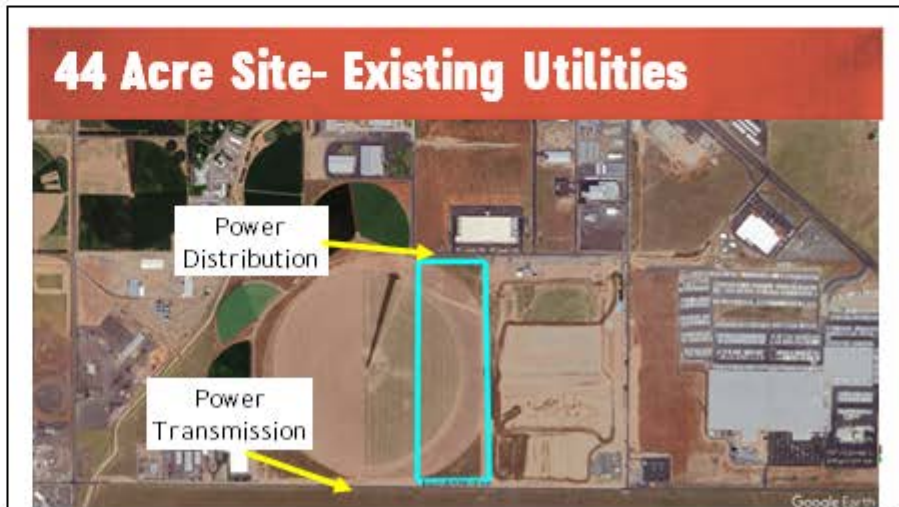 44 Acre Site- Existing Utilities
Power
Distribution
Power
Transmission
Google Earth